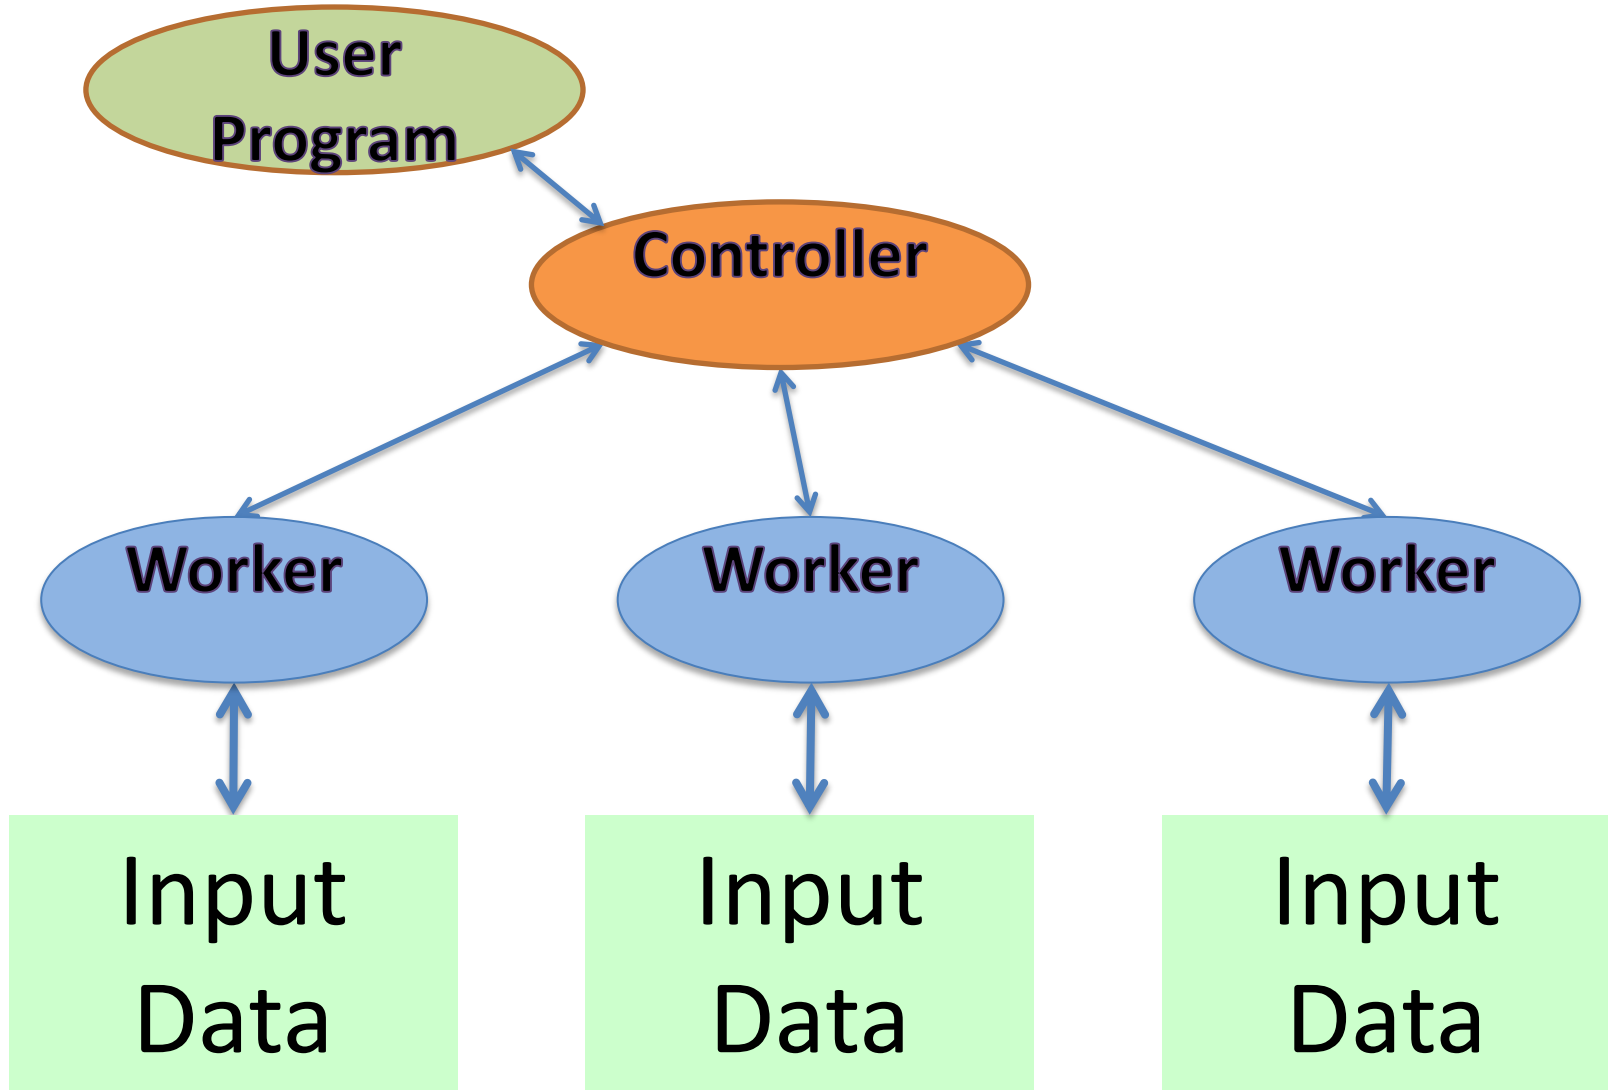 User
Program
Controller
Worker
Worker
Worker
Input
Data
Input
Data
Input
Data